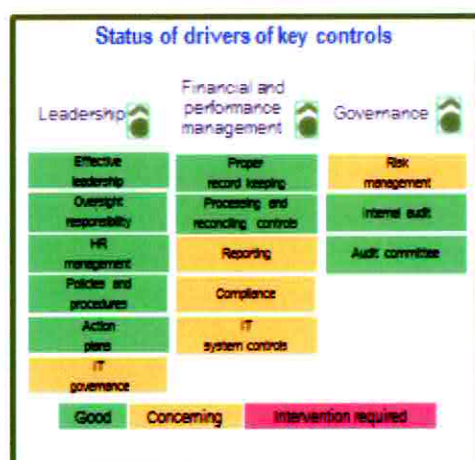 Status of drivers of key controls
Leadership
Financial and
performance
management
Governance
Effective
leadership
Oversight
responsibility
HR
management
Policies and
procedures
Action
plans
IT
governance
Proper
record keeping
Processing and
reconciling controls
Reporting
Compliance
IT
system controls
Risk
management
Internal audit
Audit committee
Good
Concerning
Intervention required